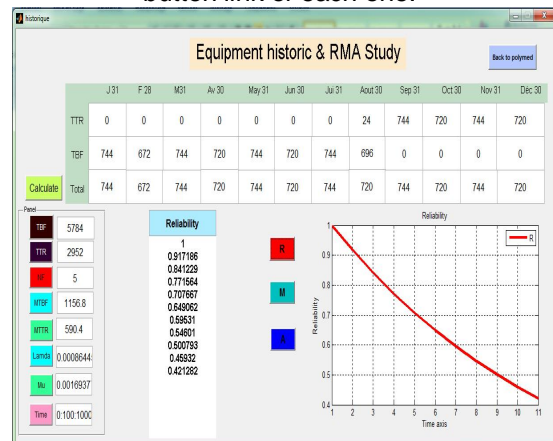 button link of each one.
historique
Equipment historic & RMA Study
Back to polymed
J 31 F 28 M31 Av 30 May 31 Jun 30 Jui 31 Aout 30 Sep 31 Oct 30 Nov 31 Déc 30
TTR 0 0 0 0 0 0 0 24 744 720 744 720
TBF 744 672 744 720 744 720 744 696 0 0 0 0
Calculate Total 744 672 744 720 744 720 744 720 744 720 744 720
Panel
TBF 5784
TTR 2952
5
MTBF 1156.8
MTTR 590.4
Lamda 0.0008644
Mu 0.0016937
Time 0:100:1000
Reliability
1
0.917186
0.841229
0.771564
0.707667
0.649062
0.59531
0.54601
0.500793
0.45932
0.421282
R
M
A
Reliability
R
1
0.9
0.8
0.7
0.6
0.5
0.4
Reliability
1 2 3 4 5 6 7 8 9 10 11
Time axis